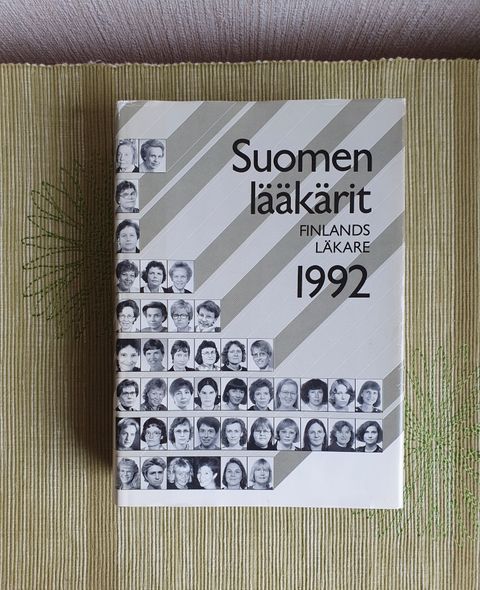 Suomen
lääkärit
FINLANDS
LÄKARE
1992